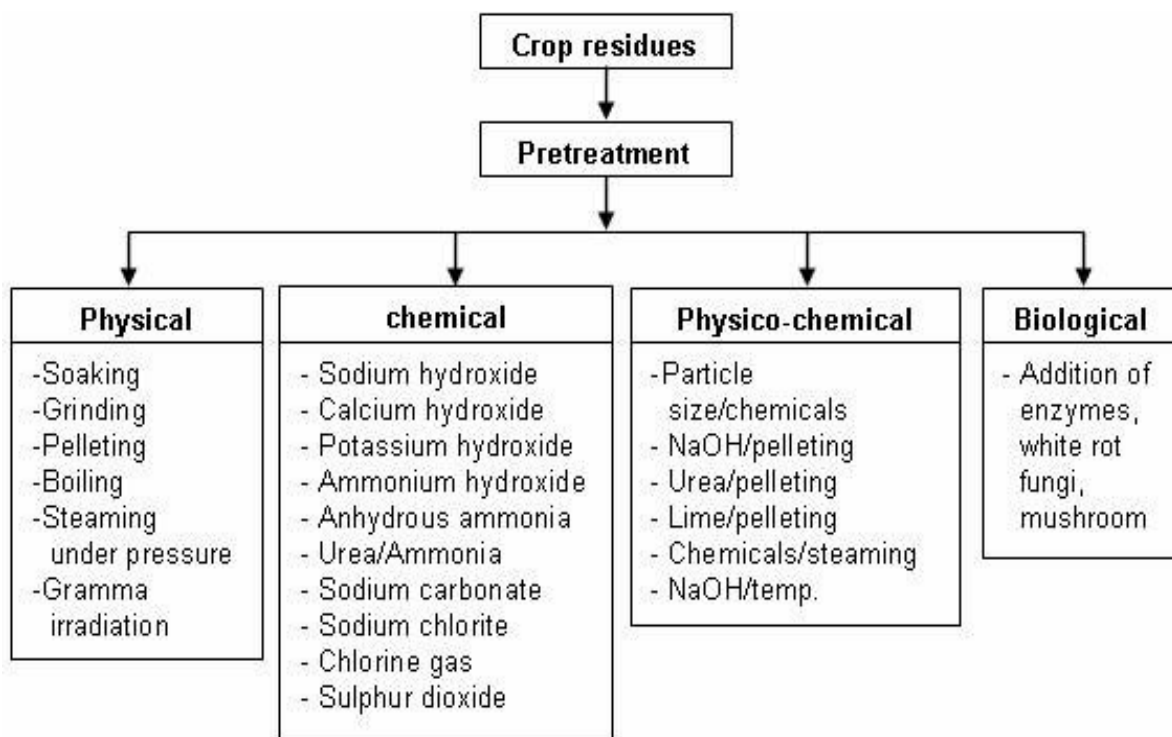 Crop residues
Pretreatment
Physical
-Soaking
-Grinding
-Pelleting
-Boiling
-Steaming
under pressure
-Gramma
irradiation
chemical
- Sodium hydroxide
- Calcium hydroxide
- Potassium hydroxide
- Ammonium hydroxide
- Anhydrous ammonia
- Urea/Ammonia
- Sodium carbonate
- Sodium chlorite
- Chlorine gas
- Sulphur dioxide
Physico-chemical
-Particle
size/chemicals
- NaOH/pelleting
- Urea/pelleting
- Lime/pelleting
- Chemicals/steaming
- NaOH/temp.
Biological
- Addition of
enzymes,
white rot
fungi,
mushroom